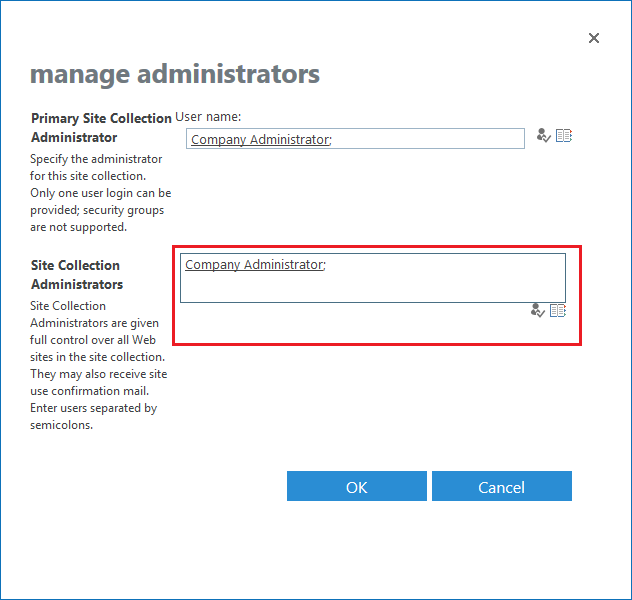 manage administrators
Primary Site Collection
Administrator
Specify the administrator
for this site collection.
Only one user login can be
provided; security groups
are not supported.
User name:
Company Administrator;
Site Collection
Administrators
Site Collection
Administrators are given
full control over all Web
sites in the site collection.
They may also receive site
use confirmation mail.
Enter users separated by
semicolons.
Company Administrator;
OK
Cancel